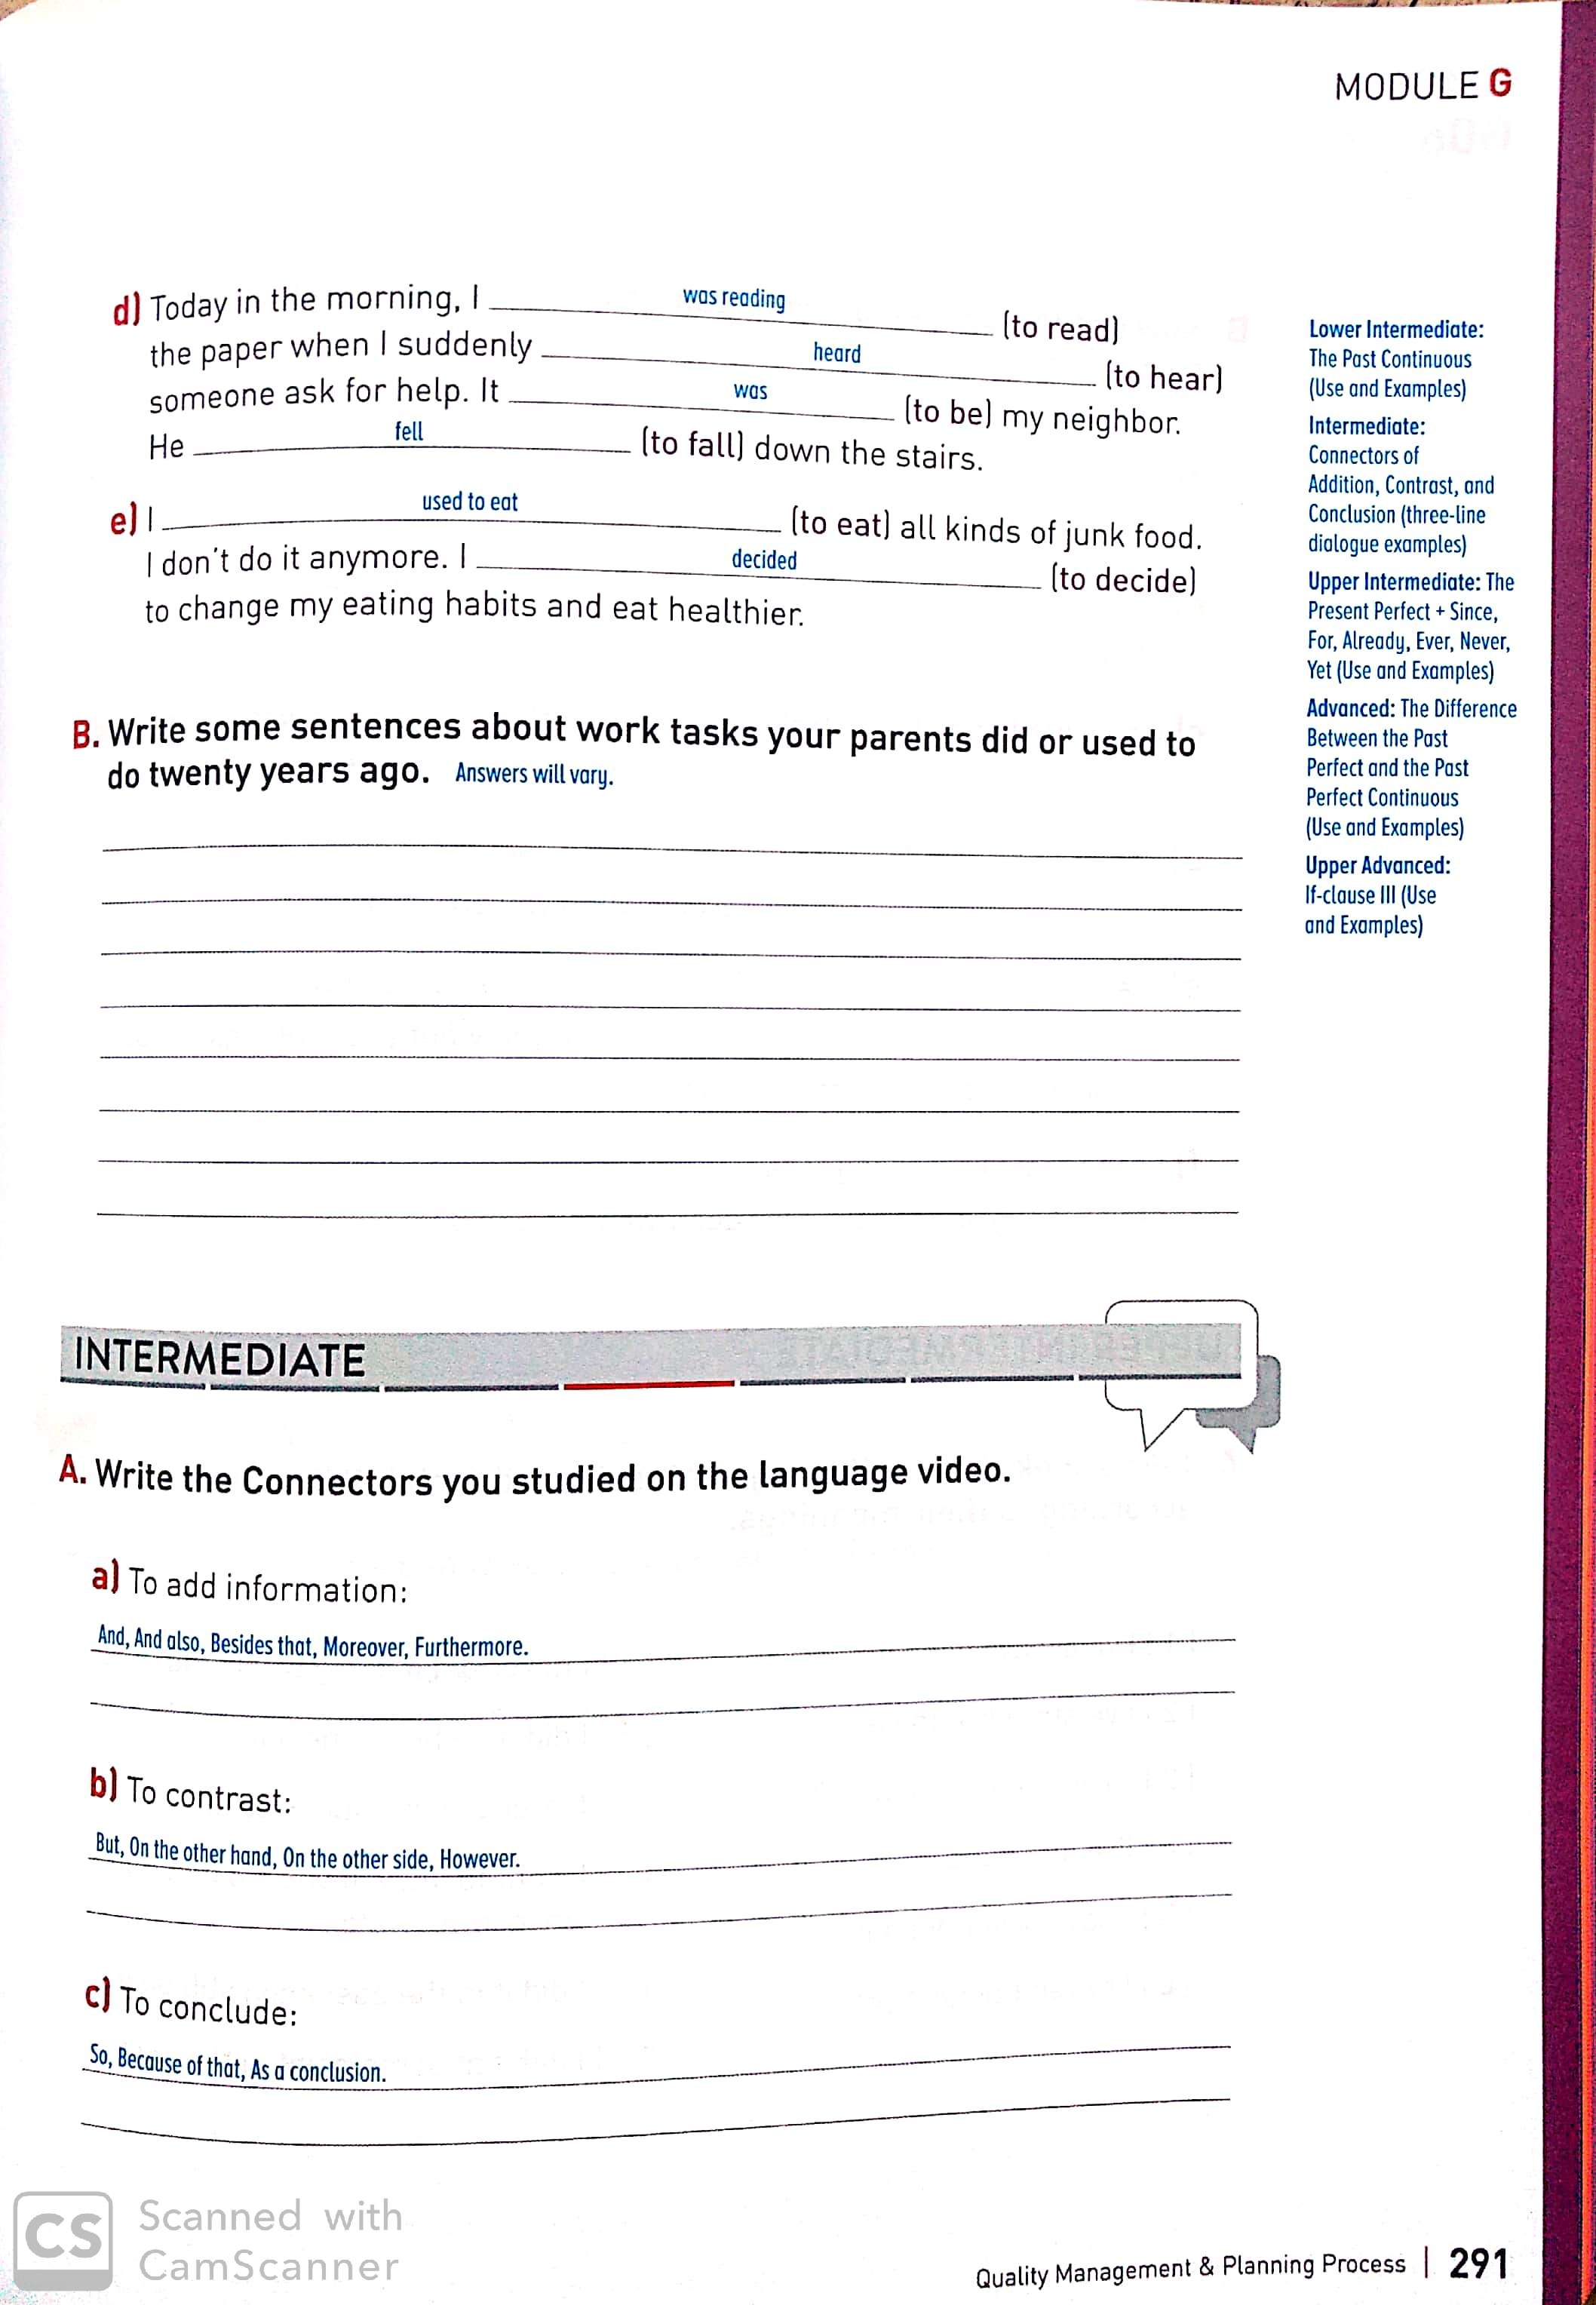 MODULE G
d) Today in the morning, I was reading (to read)
the paper when I suddenly heard (to hear)
someone ask for help. It was (to be) my neighbor.
He fell (to fall) down the stairs.
e) I used to eat (to eat) all kinds of junk food.
I don't do it anymore. I decided (to decide)
to change my eating habits and eat healthier.
B. Write some sentences about work tasks your parents did or used to
do twenty years ago. Answers will vary.
Lower Intermediate:
The Past Continuous
(Use and Examples)
Intermediate:
Connectors of
Addition, Contrast, and
Conclusion (three-line
dialogue examples)
Upper Intermediate: The
Present Perfect + Since,
For, Already, Ever, Never,
Yet (Use and Examples)
Advanced: The Difference
Between the Past
Perfect and the Past
Perfect Continuous
(Use and Examples)
Upper Advanced:
If-clause III (Use
and Examples)
INTERMEDIATE
A. Write the Connectors you studied on the language video.
a) To add information:
And, And also, Besides that, Moreover, Furthermore.
b) To contrast:
But, On the other hand, On the other side, However.
c) To conclude:
So, Because of that, As a conclusion.
CS Scanned with
CamScanner
Quality Management & Planning Process | 291